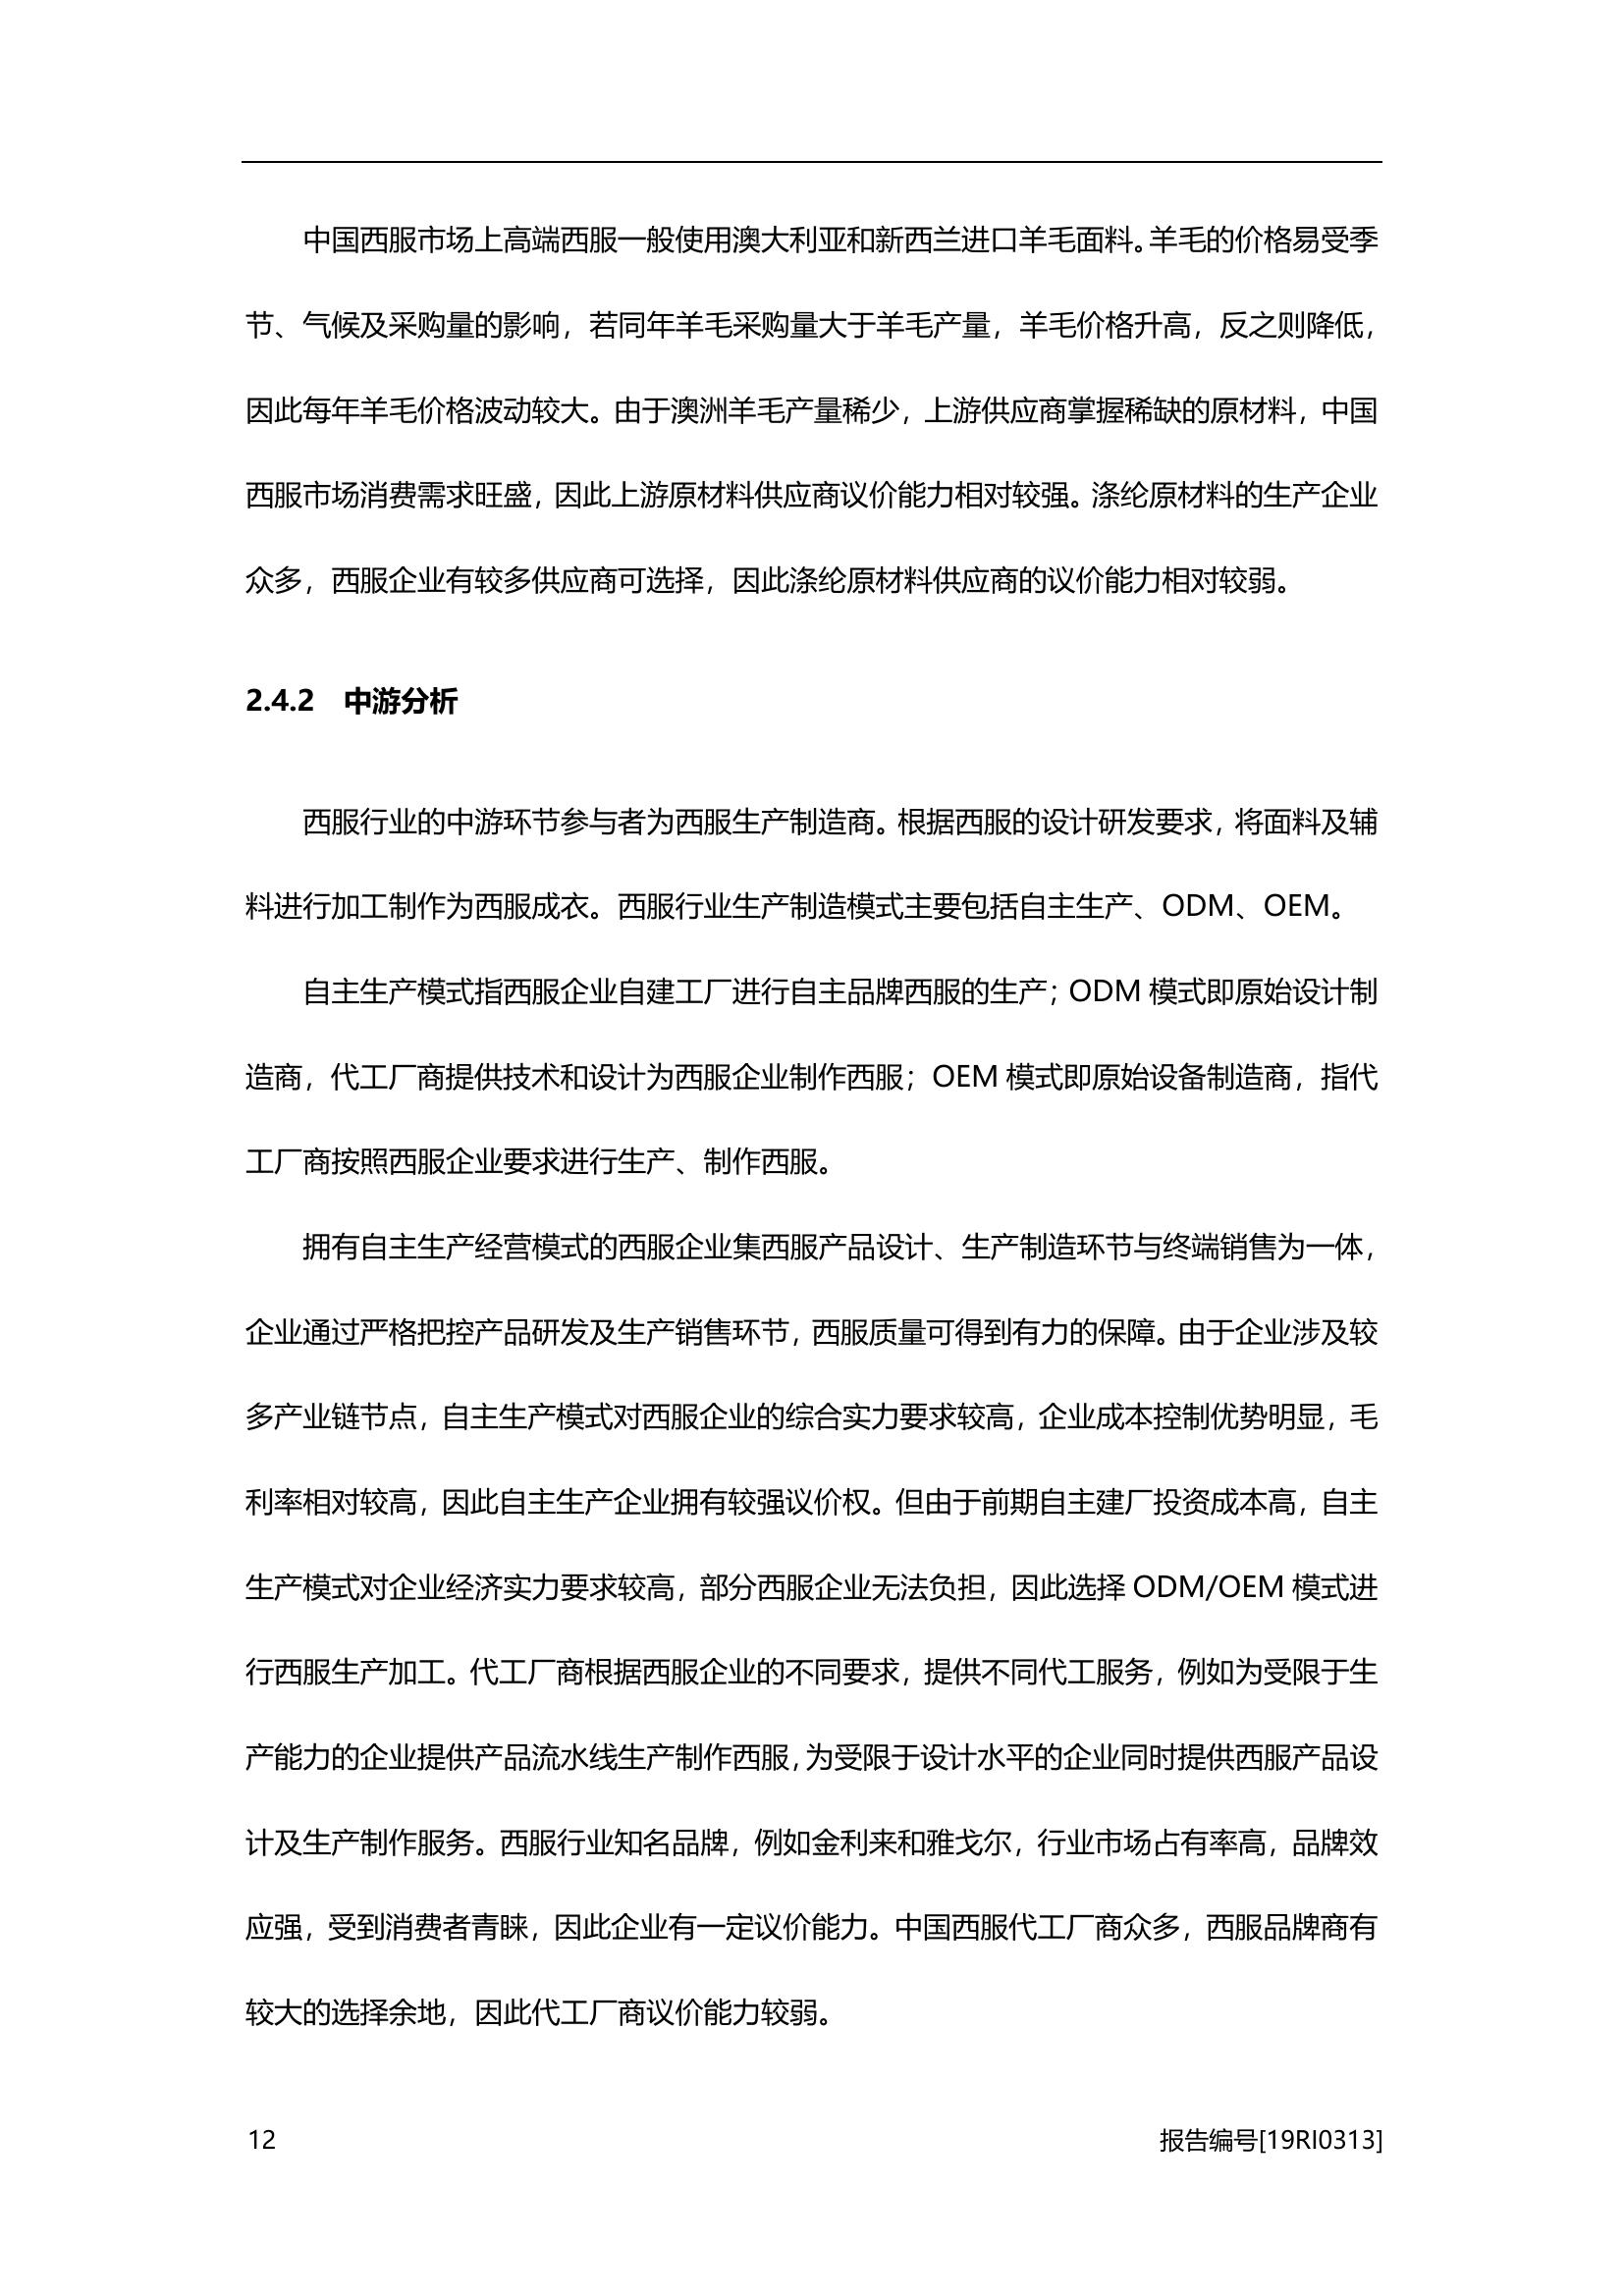 中国西服市场上高端西服一般使用澳大利亚和新西兰进口羊毛面料。羊毛的价格易受季
节、气候及采购量的影响，若同年羊毛采购量大于羊毛产量，羊毛价格升高，反之则降低，
因此每年羊毛价格波动较大。由于澳洲羊毛产量稀少，上游供应商掌握稀缺的原材料，中国
西服市场消费需求旺盛，因此上游原材料供应商议价能力相对较强。涤纶原材料的生产企业
众多，西服企业有较多供应商可选择，因此涤纶原材料供应商的议价能力相对较弱。
2.4.2 中游分析
西服行业的中游环节参与者为西服生产制造商。根据西服的设计研发要求，将面料及辅
料进行加工制作为西服成衣。西服行业生产制造模式主要包括自主生产、ODM、OEM。
自主生产模式指西服企业自建工厂进行自主品牌西服的生产；ODM 模式即原始设计制
造商，代工厂商提供技术和设计为西服企业制作西服；OEM 模式即原始设备制造商，指代
工厂商按照西服企业要求进行生产、制作西服。
拥有自主生产经营模式的西服企业集西服产品设计、生产制造环节与终端销售为一体，
企业通过严格把控产品研发及生产销售环节，西服质量可得到有力的保障。由于企业涉及较
多产业链节点，自主生产模式对西服企业的综合实力要求较高，企业成本控制优势明显，毛
利率相对较高，因此自主生产企业拥有较强议价权。但由于前期自主建厂投资成本高，自主
生产模式对企业经济实力要求较高，部分西服企业无法负担，因此选择 ODM/OEM 模式进
行西服生产加工。代工厂商根据西服企业的不同要求，提供不同代工服务，例如为受限于生
产能力的企业提供产品流水线生产制作西服，为受限于设计水平的企业同时提供西服产品设
计及生产制作服务。西服行业知名品牌，例如金利来和雅戈尔，行业市场占有率高，品牌效
应强，受到消费者青睐，因此企业有一定议价能力。中国西服代工厂商众多，西服品牌商有
较大的选择余地，因此代工厂商议价能力较弱。
12
报告编号[19RI0313]